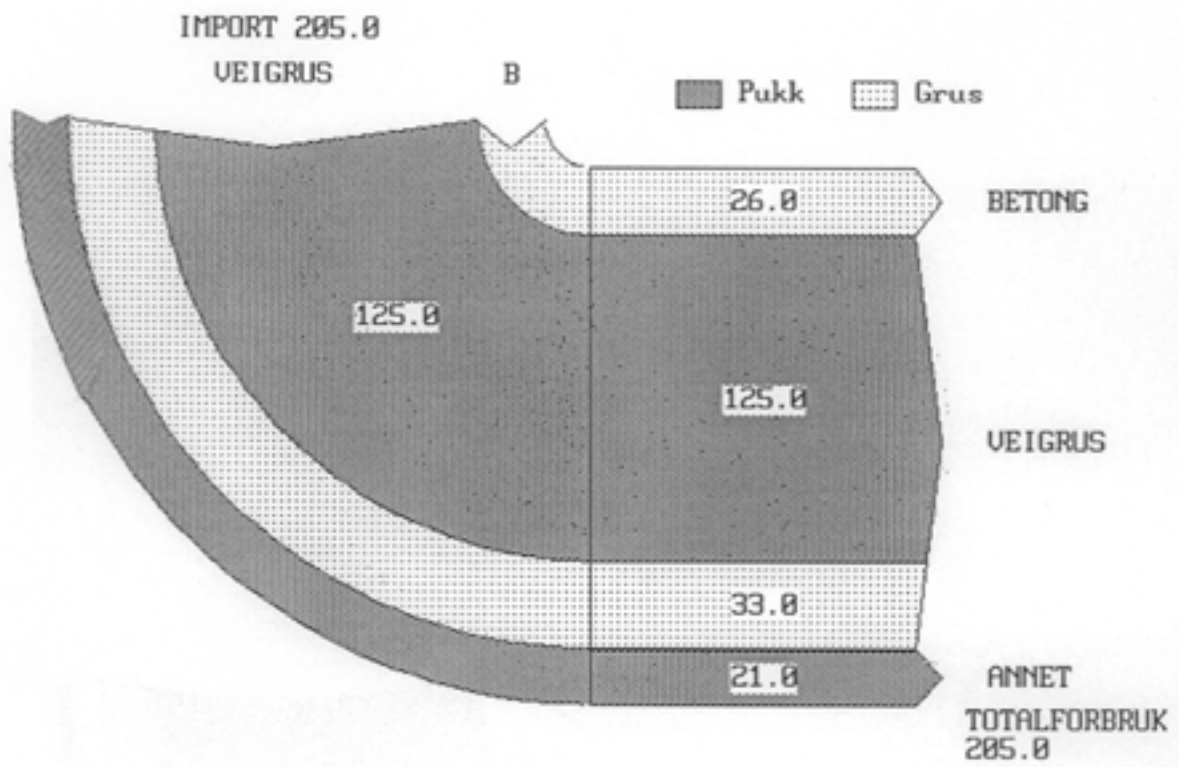 IMPORT 205.0
VEIGRUS B
Pukk Grus
26.0 BETONG
125.0
125.0
VEIGRUS
33.0
21.0 ANNET
TOTALFORBRUK
205.0